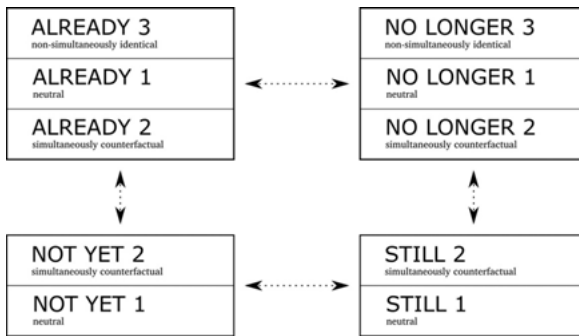 ALREADY 3
non-simultaneously identical
ALREADY 1
neutral
ALREADY 2
simultaneously counterfactual
NO LONGER 3
non-simultaneously identical
NO LONGER 1
neutral
NO LONGER 2
simultaneously counterfactual
NOT YET 2
simultaneously counterfactual
NOT YET 1
neutral
STILL 2
simultaneously counterfactual
STILL 1
neutral